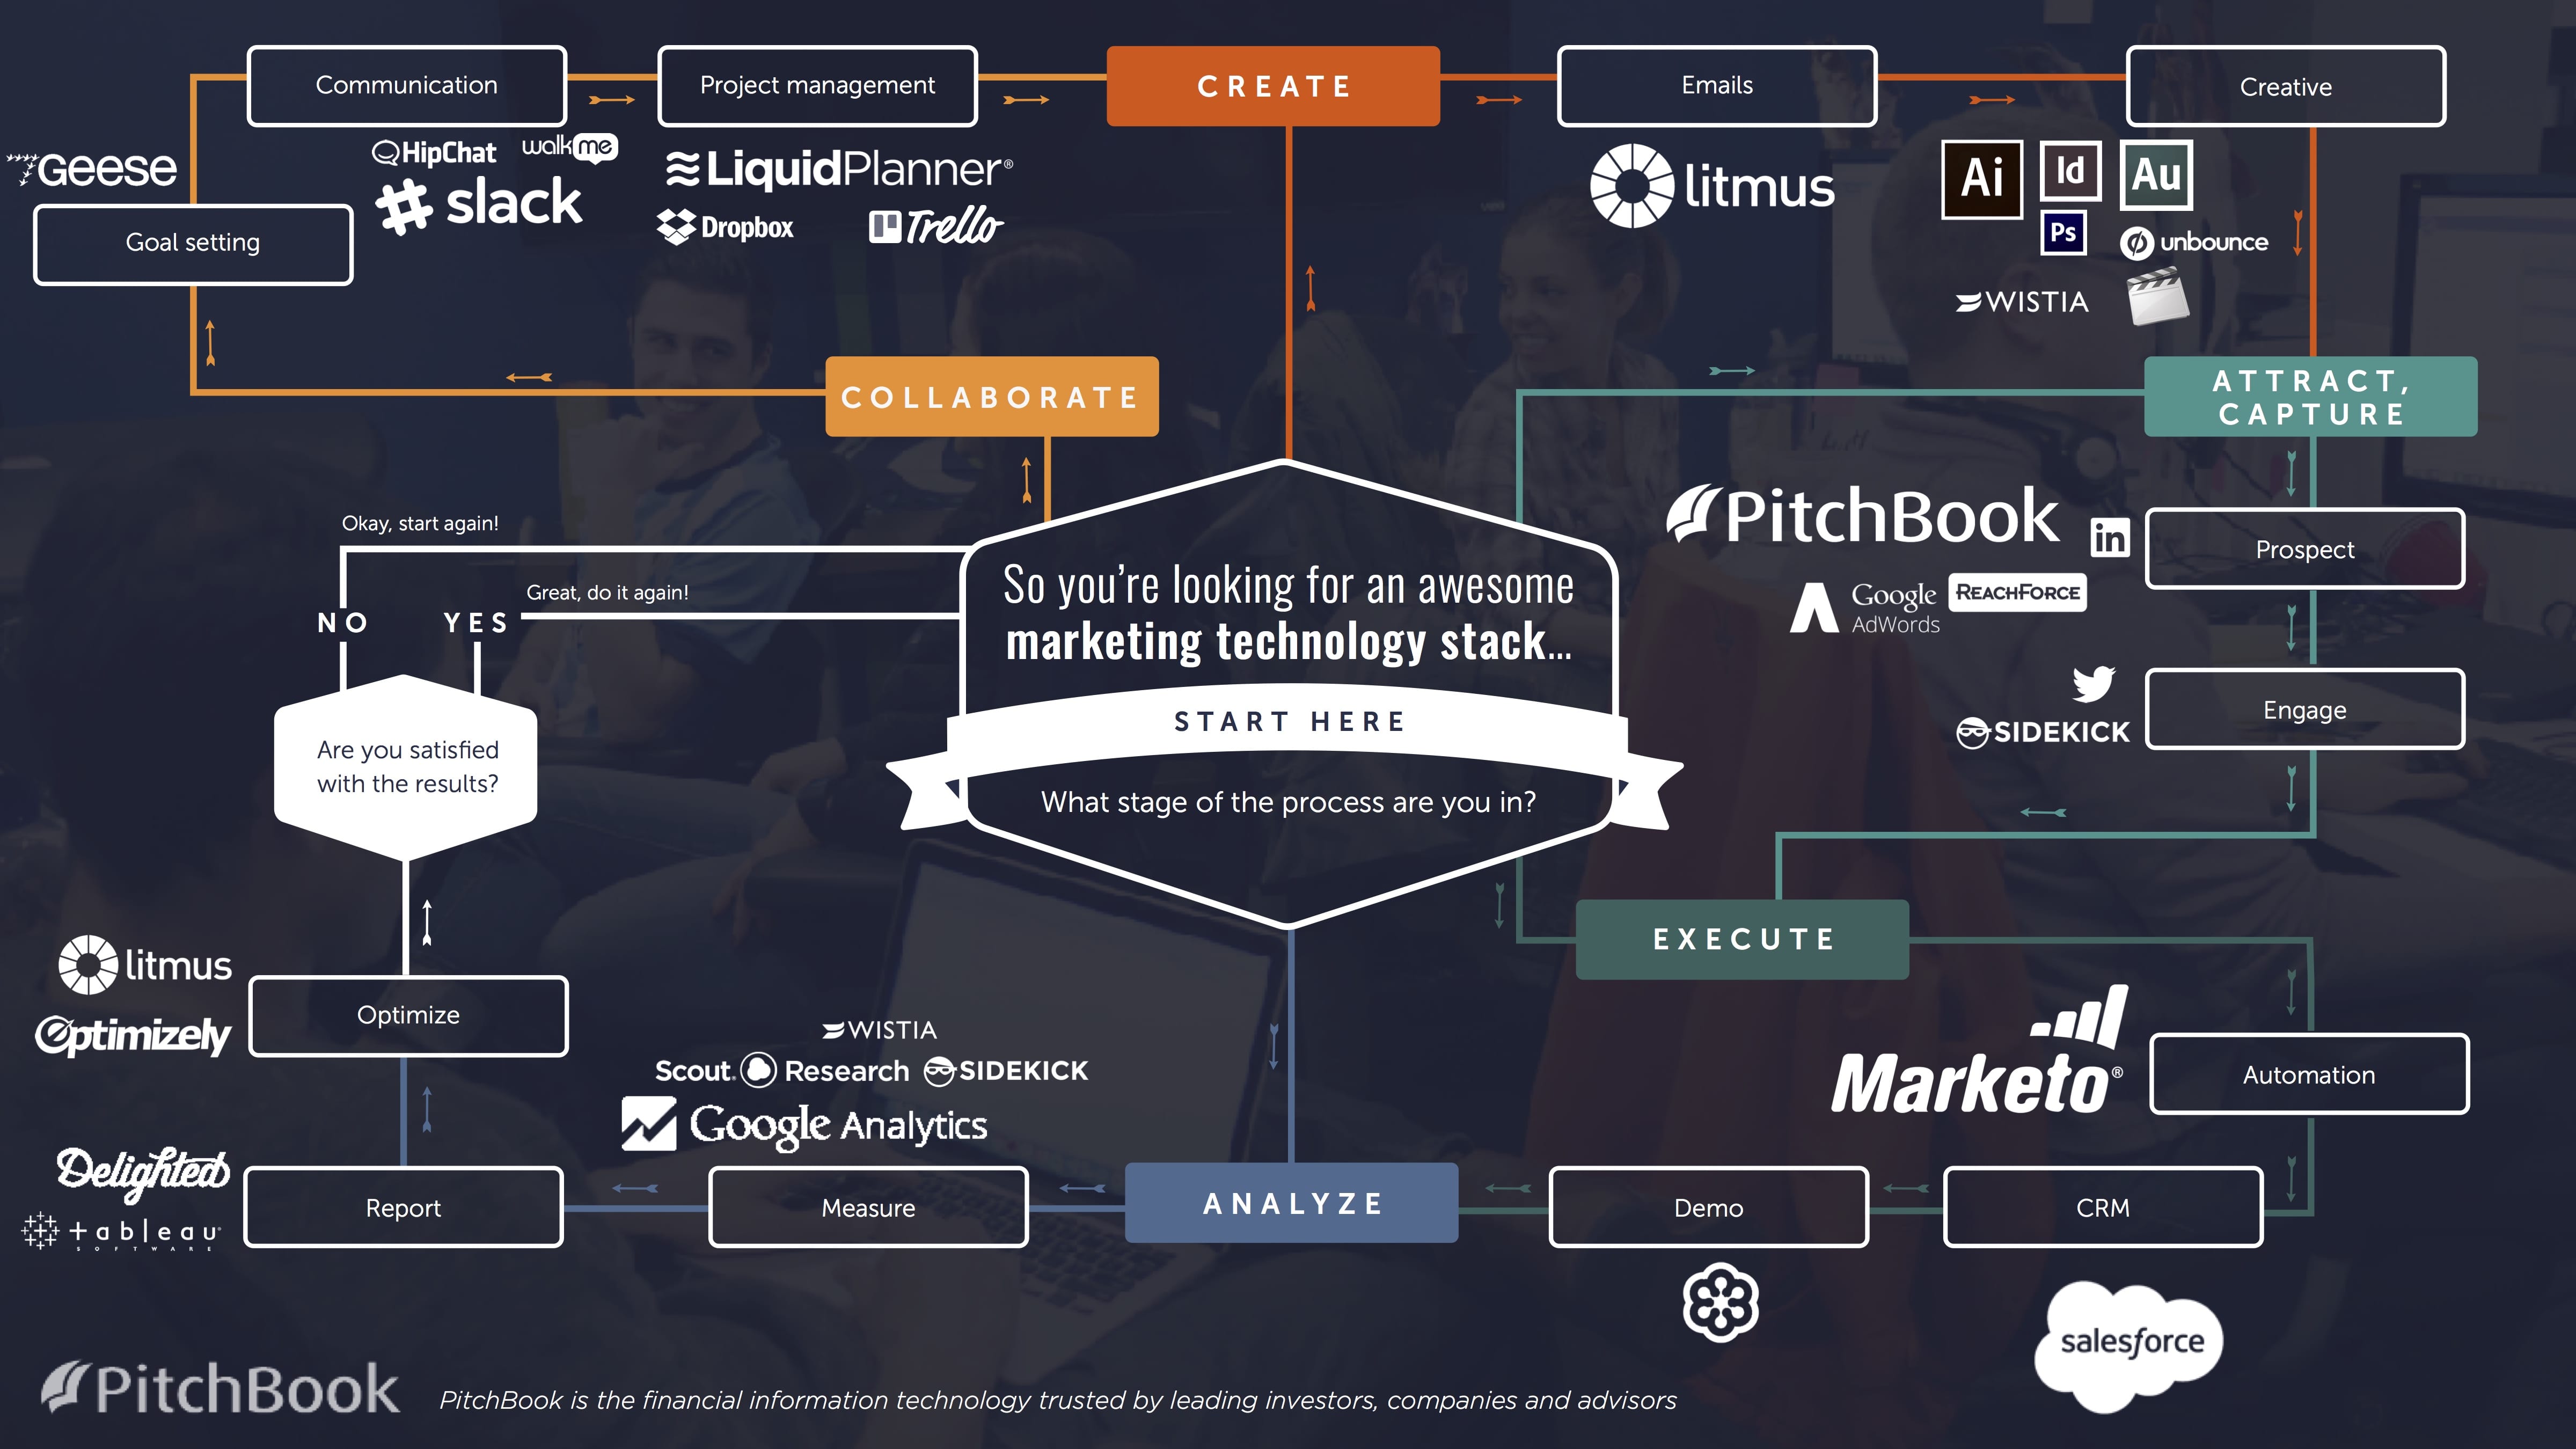 Communication
Project management
CREATE
Emails
Creative
7Geese
HipChat
walkme
slack
LiquidPlanner®
Dropbox
Trello
litmus
Ai
Id
Au
Ps
unbounce
WISTIA
Goal setting
COLLABORATE
ATTRACT,
CAPTURE
Okay, start again!
Great, do it again!
NO
YES
Are you satisfied
with the results?
So you're looking for an awesome
marketing technology stack...
START HERE
What stage of the process are you in?
PitchBook
in
Prospect
Google
AdWords
REACHFORCE
Engage
SIDEKICK
EXECUTE
litmus
Optimizely
Optimize
WISTIA
Scout® Research
SIDEKICK
Google Analytics
Marketo®
Automation
Delighted
tableau
SOFTWARE
Report
Measure
ANALYZE
Demo
CRM
salesforce
PitchBook
PitchBook is the financial information technology trusted by leading investors, companies and advisors